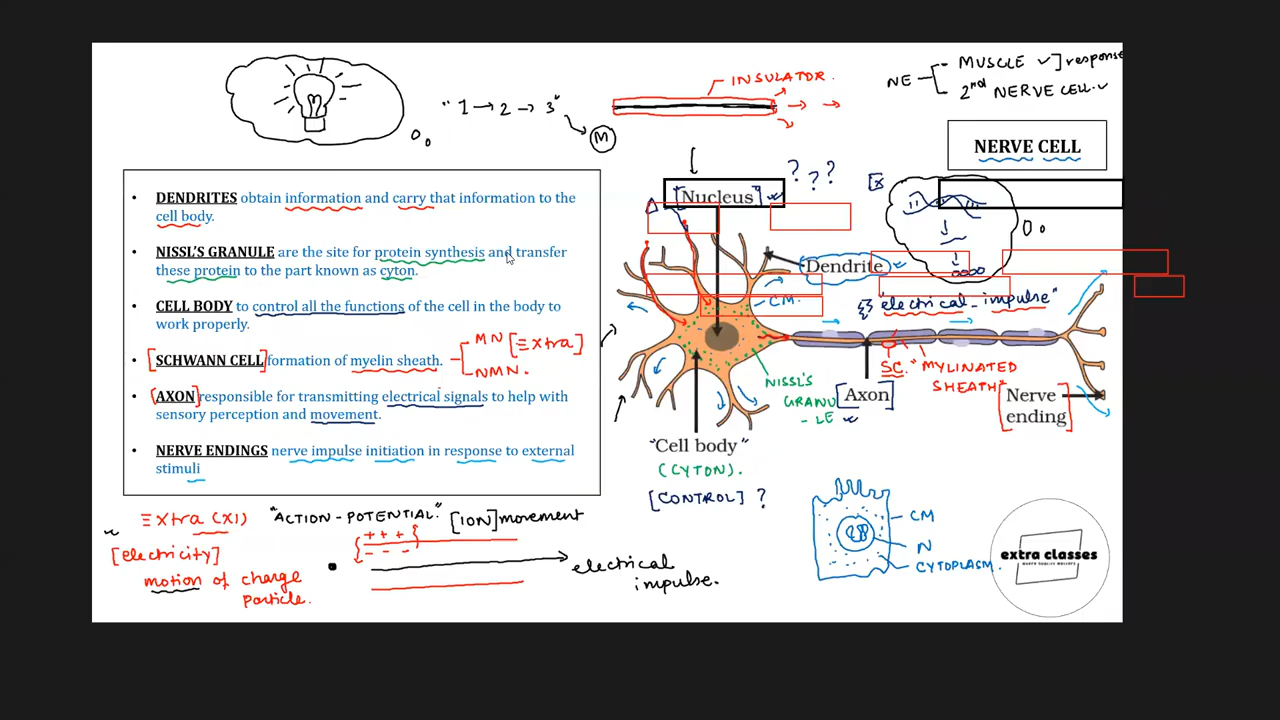 NE MUSCLE response
2nd NERVE CELL
"1 → 2 → 3"
M
INSULATOR.
NERVE CELL
• DENDRITES obtain information and carry that information to the
cell body.
• NISSL'S GRANULE are the site for protein synthesis and transfer
these protein to the part known as cyton.
• CELL BODY to control all the functions of the cell in the body to
work properly.
• SCHWANN CELL formation of myelin sheath.
MN [Extra]
NMN.
• AXON responsible for transmitting electrical signals to help with
sensory perception and movement.
• NERVE ENDINGS nerve impulse initiation in response to external
stimuli
[Nucleus]
? ? ?
Dendrite
CM
"electrical-impulse"
SC. "MYLINATED
SHEATH"
NISSL'S
GRANU
-LE
[Axon]
[Nerve
ending]
"Cell body"
(CYTON).
[CONTROL] ?
Extra (XI)
"ACTION-POTENTIAL" [ION] movement
+ + +
- - -
[electricity]
motion of charge
particle.
electrical
impulse.
CM
N
CYTOPLASM.
extra classes